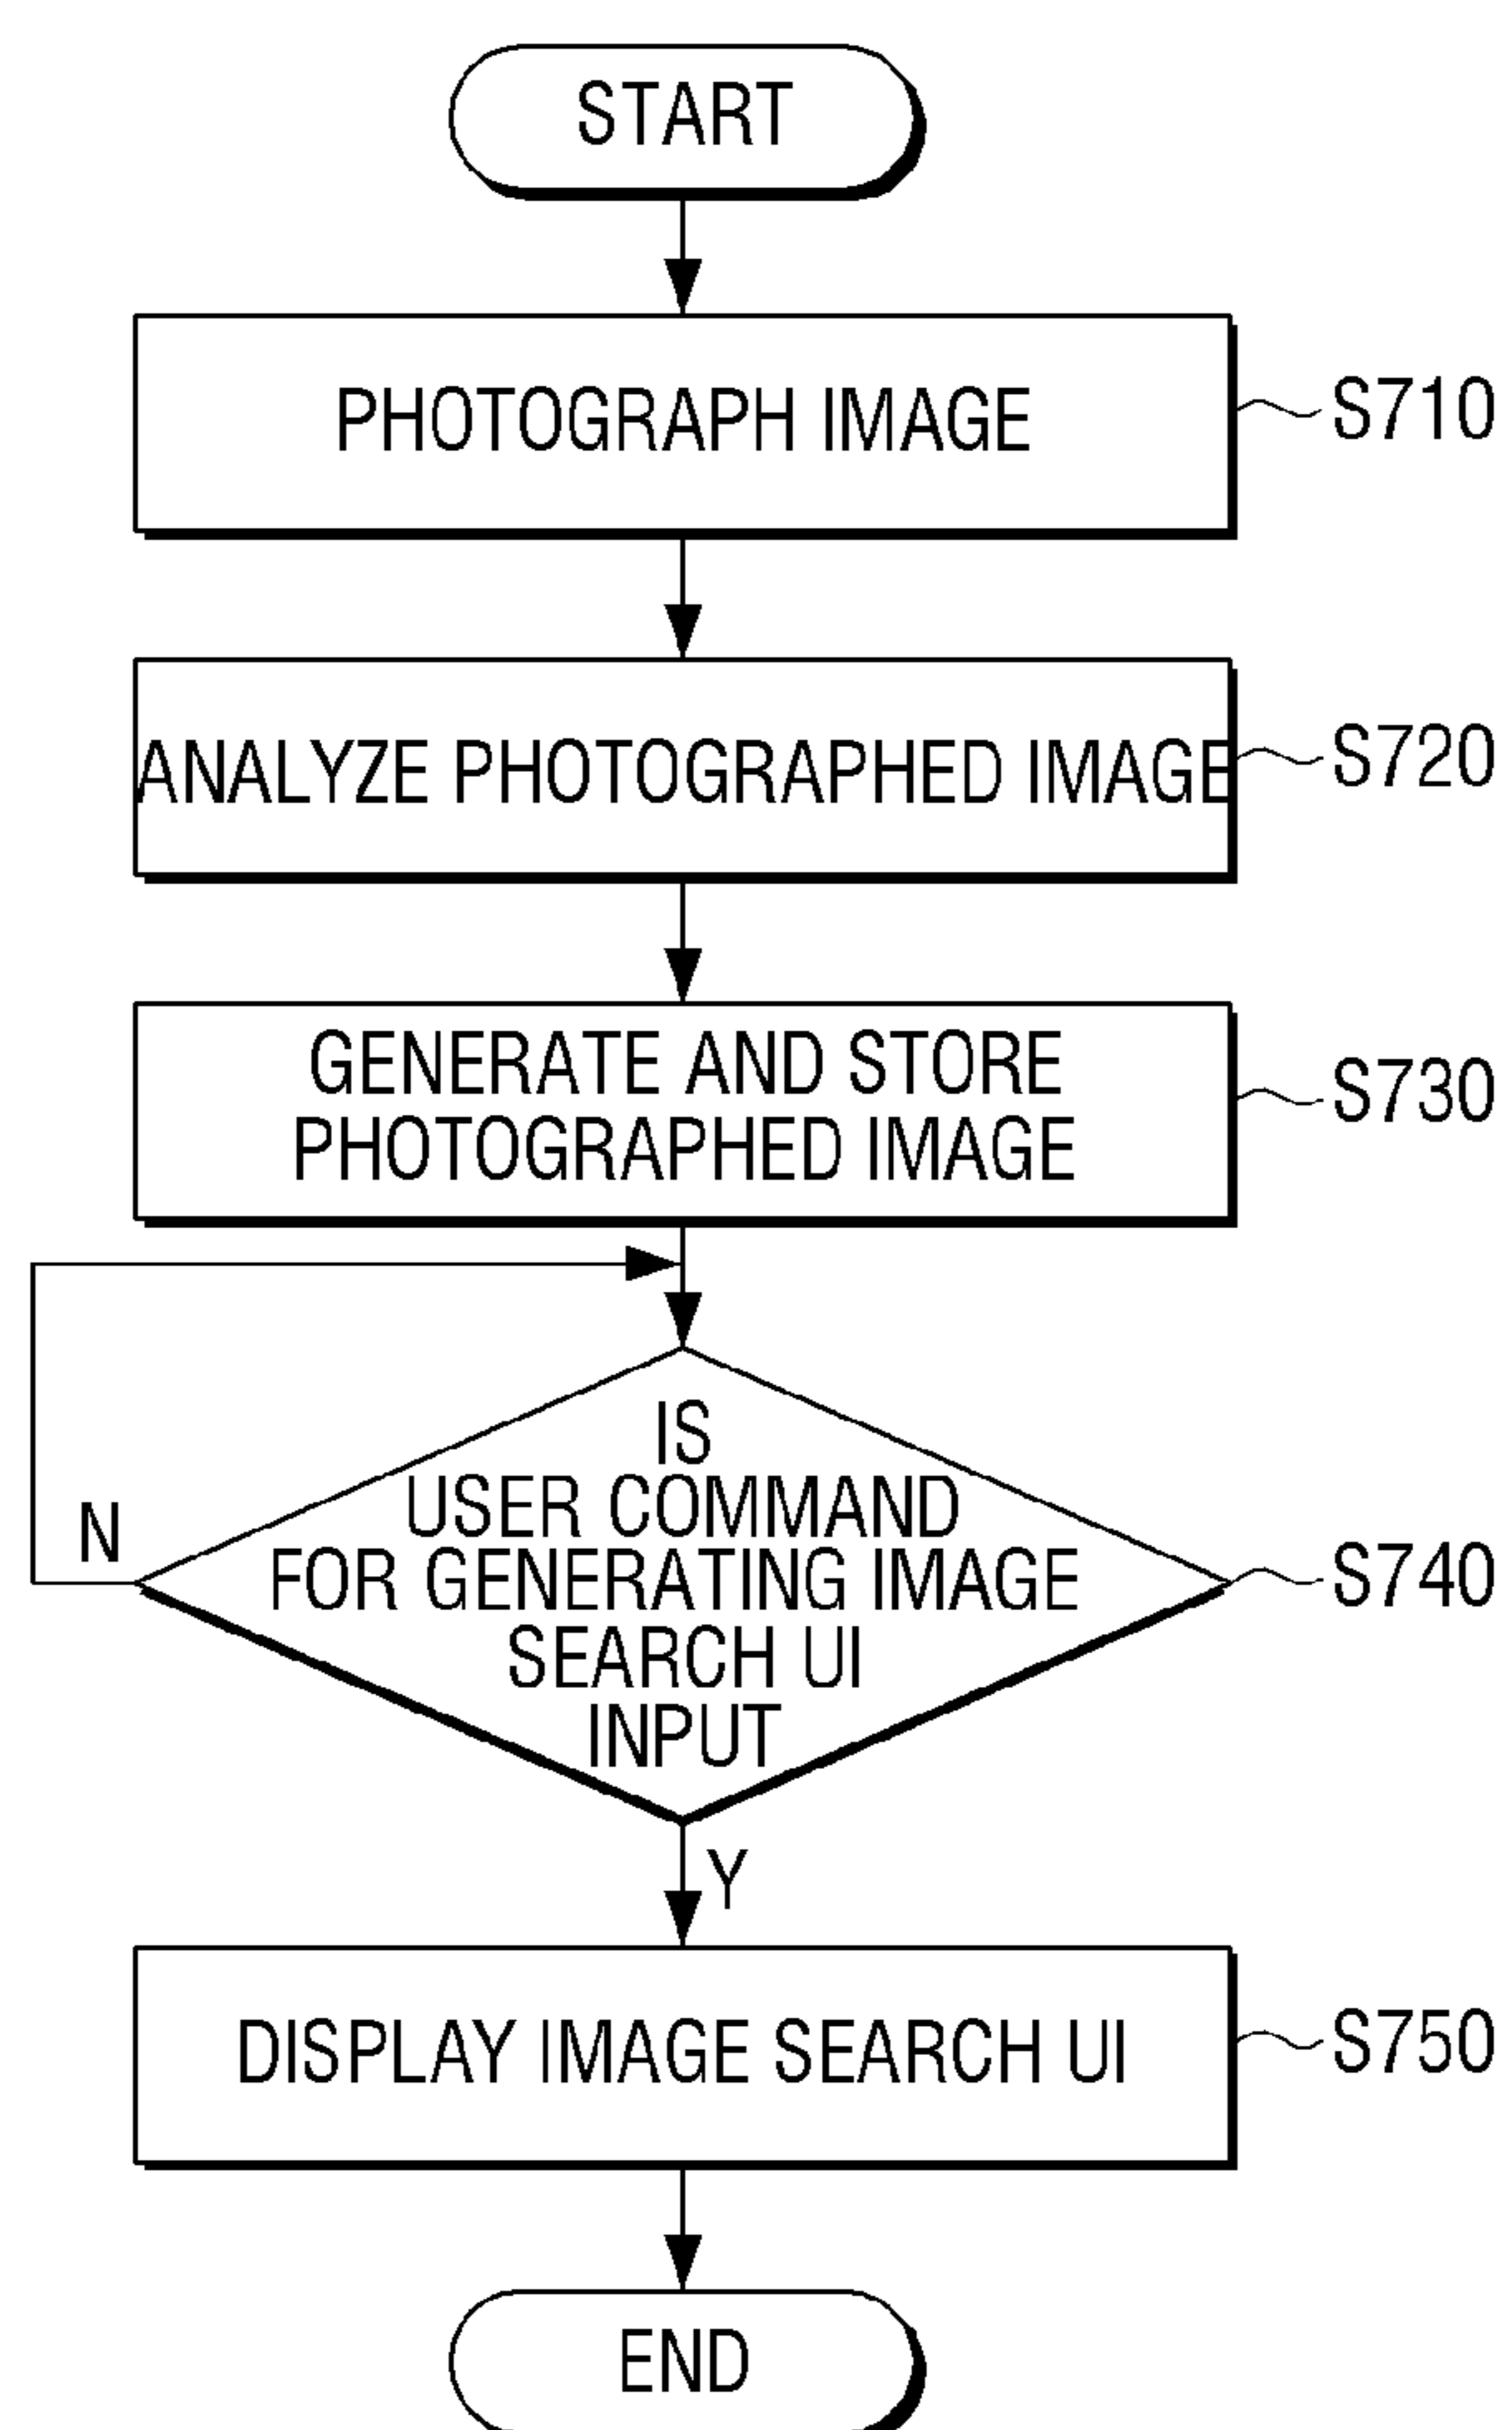 START
PHOTOGRAPH IMAGE
S710
ANALYZE PHOTOGRAPHED IMAGE
S720
GENERATE AND STORE
PHOTOGRAPHED IMAGE
S730
IS
USER COMMAND
FOR GENERATING IMAGE
SEARCH UI
INPUT
N
S740
Y
DISPLAY IMAGE SEARCH UI
S750
END